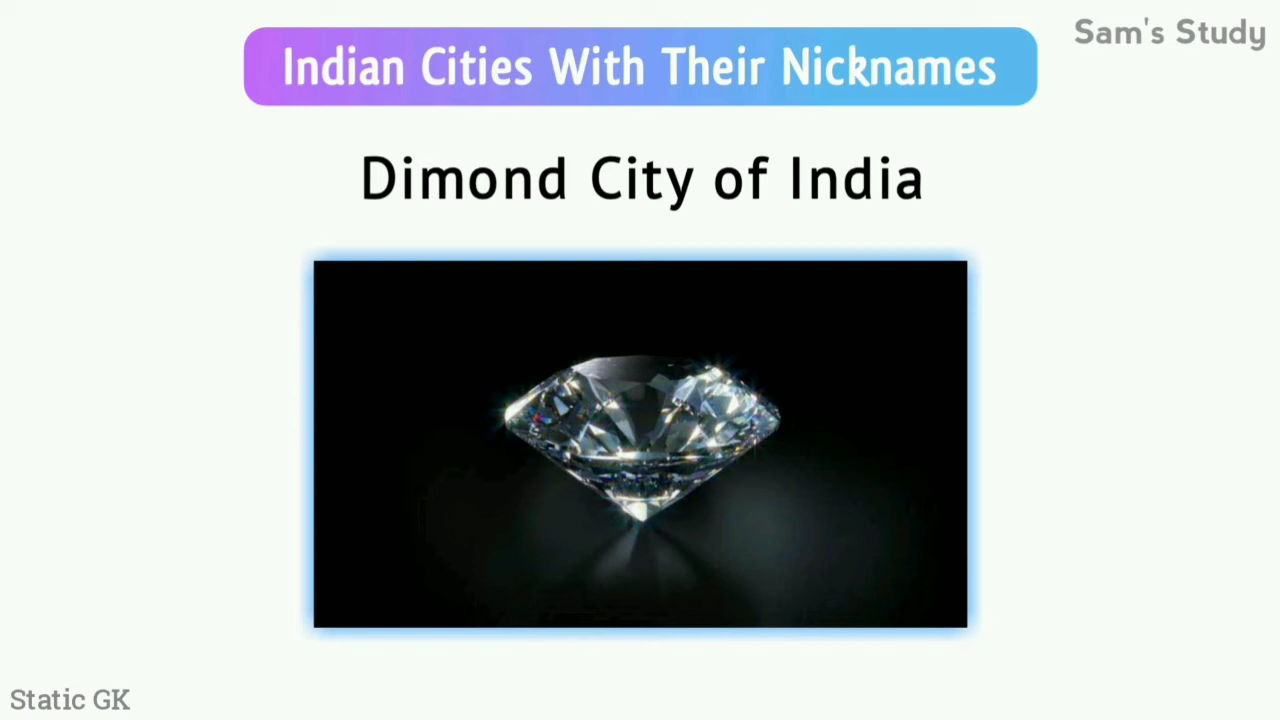 Sam's Study
Indian Cities With Their Nicknames
Dimond City of India
Static GK